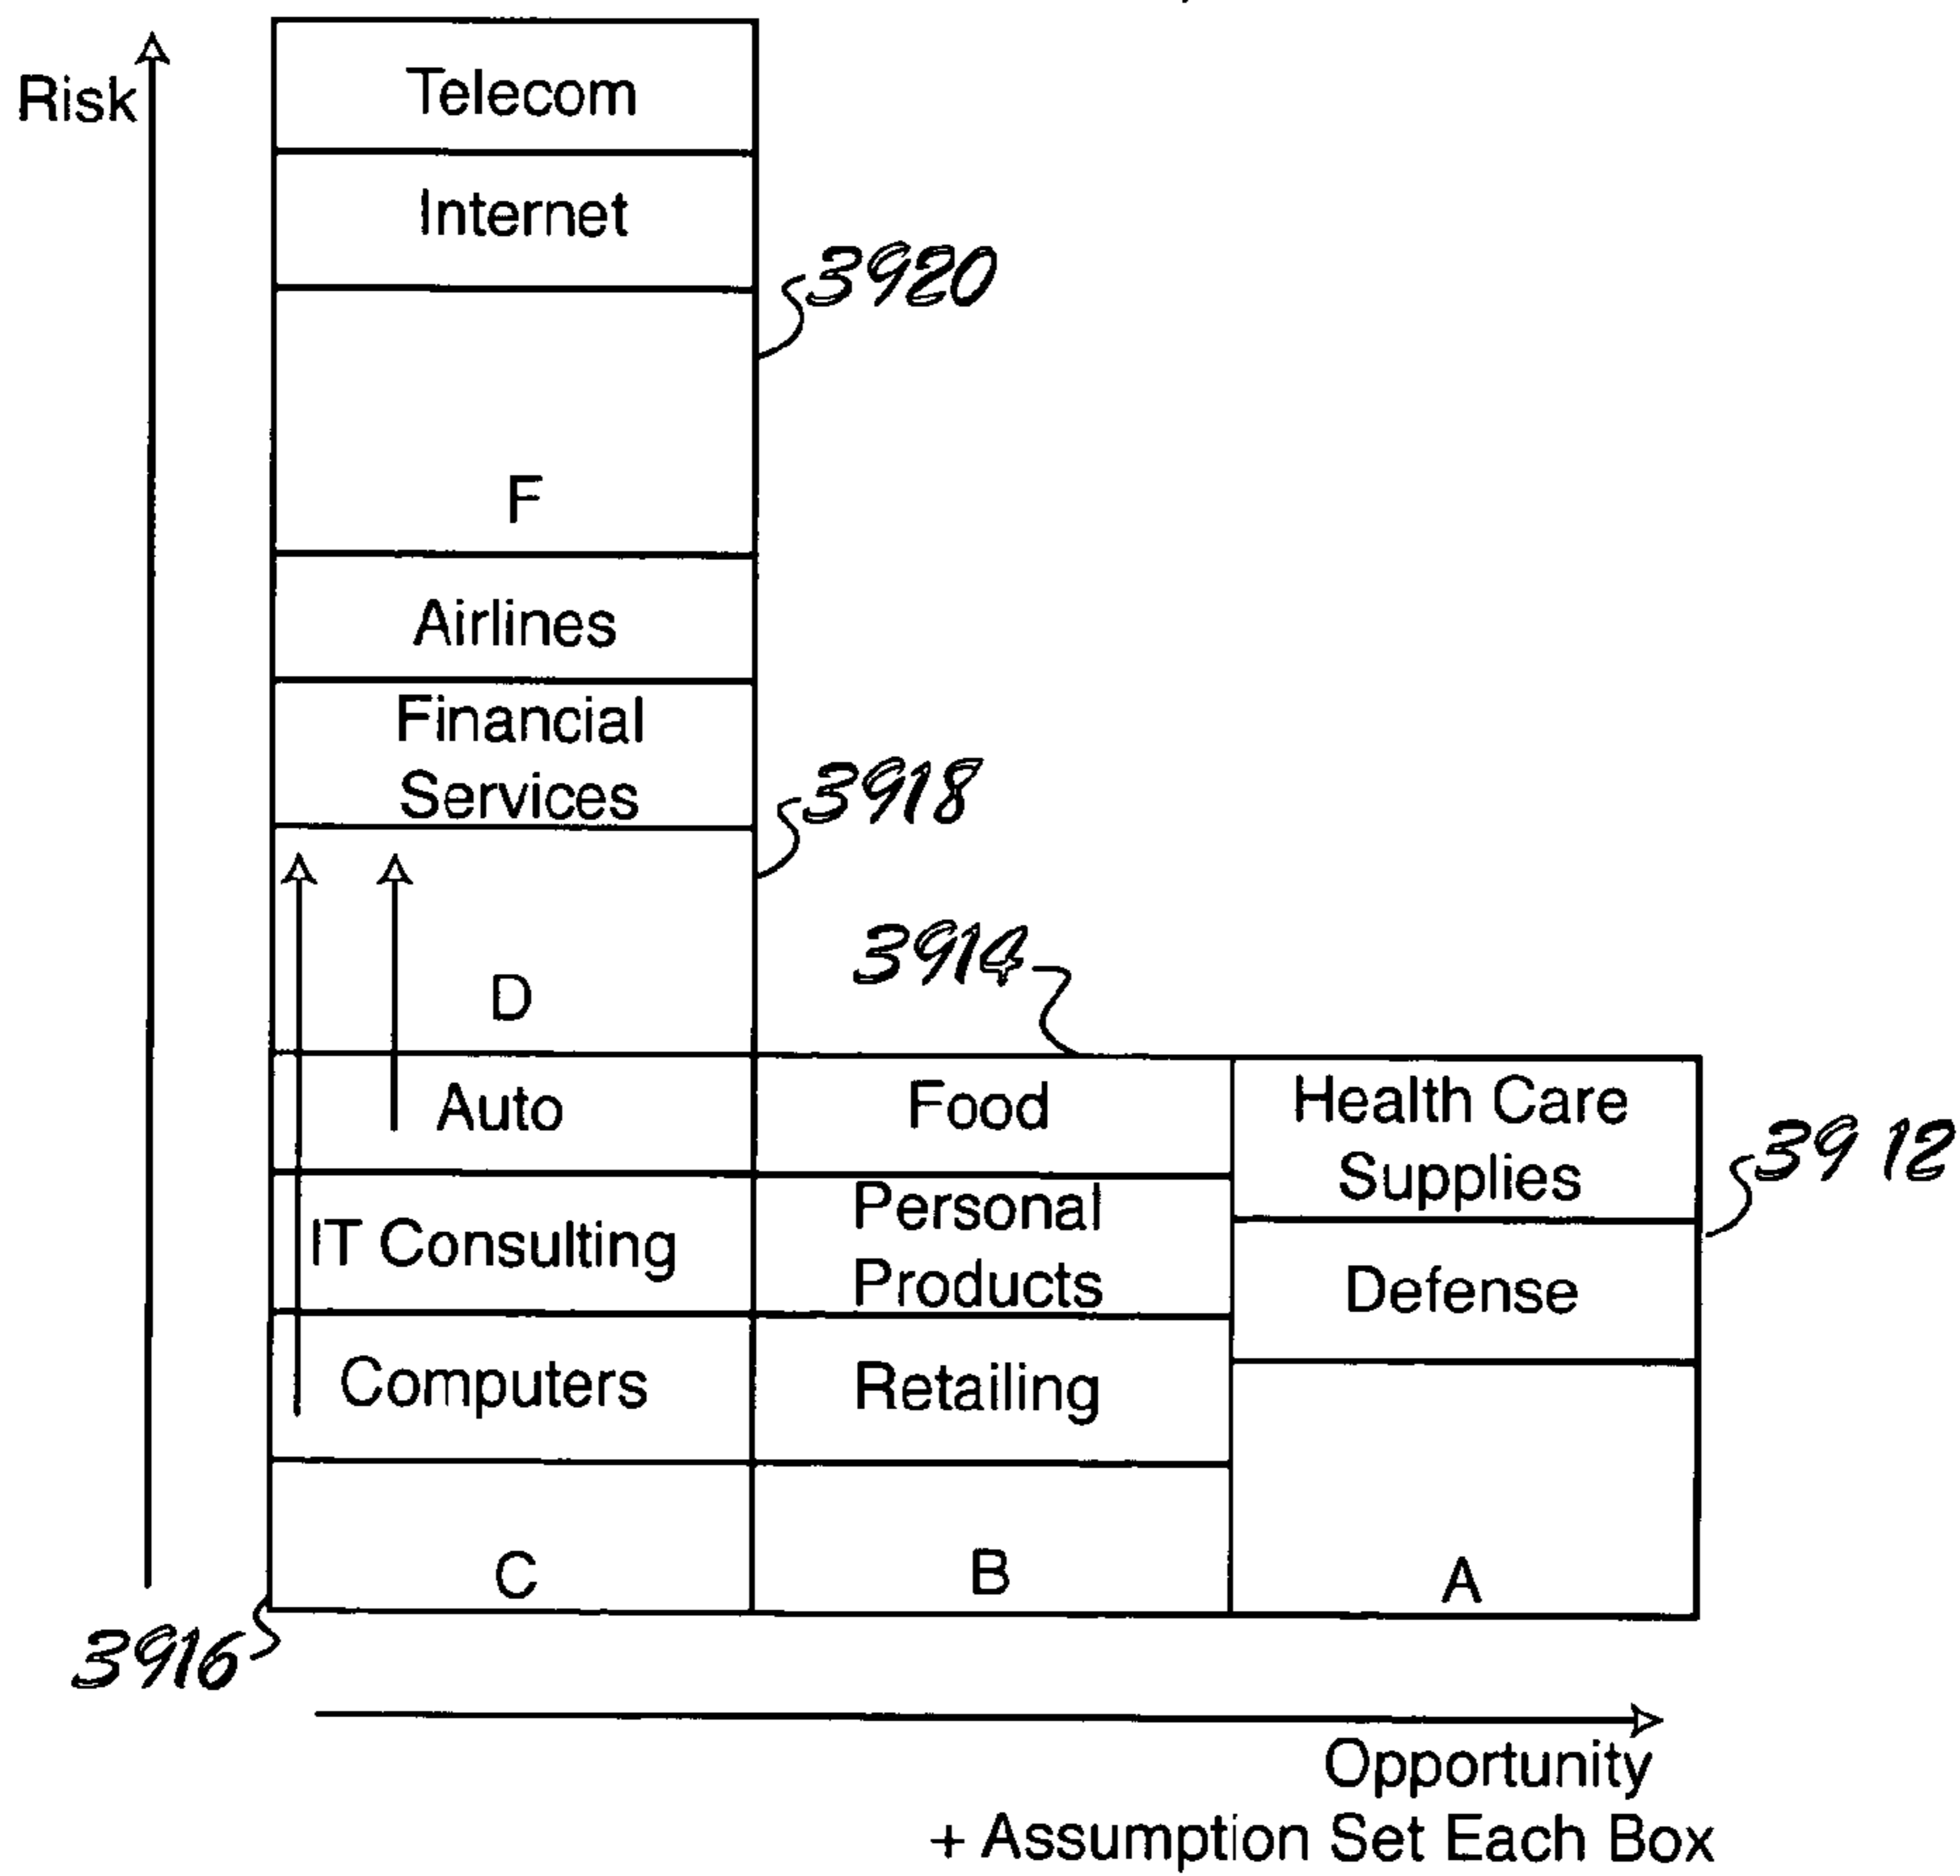 Risk
Telecom
Internet
3920
F
Airlines
Financial
Services
3918
D
3914
Auto
Food
Health Care
Supplies
3912
IT Consulting
Personal
Products
Defense
Computers
Retailing
C
B
A
3916
Opportunity
+ Assumption Set Each Box